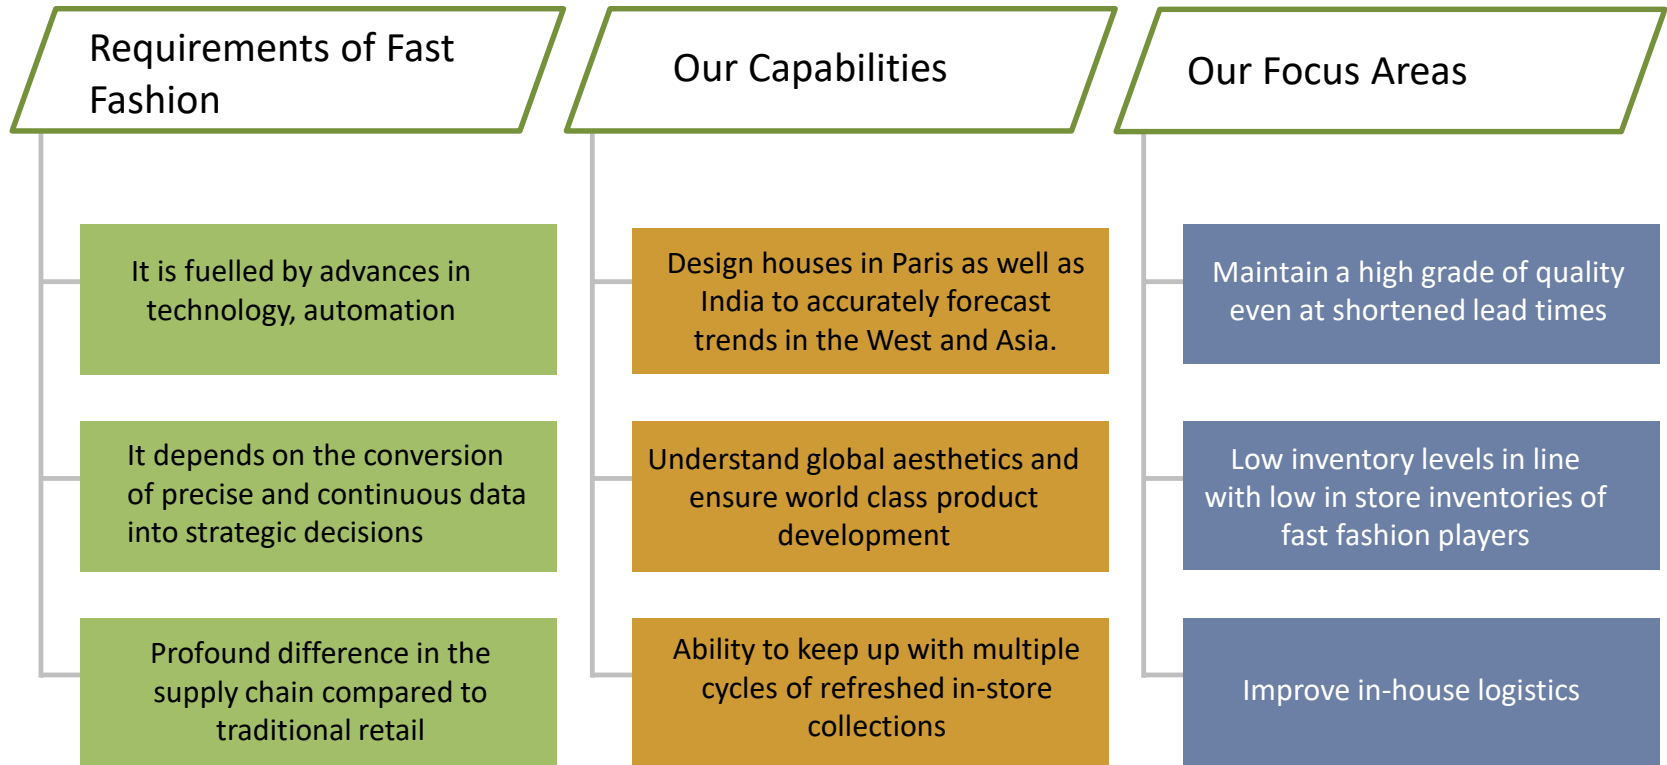 Requirements of Fast
Fashion
It is fuelled by advances in
technology, automation
It depends on the conversion
of precise and continuous data
into strategic decisions
Profound difference in the
supply chain compared to
traditional retail
Our Capabilities
Design houses in Paris as well as
India to accurately forecast
trends in the West and Asia.
Understand global aesthetics and
ensure world class product
development
Ability to keep up with multiple
cycles of refreshed in-store
collections
Our Focus Areas
Maintain a high grade of quality
even at shortened lead times
Low inventory levels in line
with low in store inventories of
fast fashion players
Improve in-house logistics